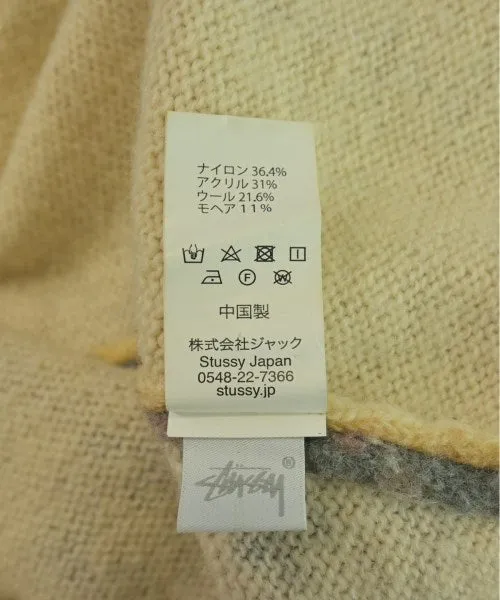 ナイロン 36.4%
アクリル 31%
ウール 21.6%
モヘア 11%
F
W
中国製
株式会社ジャック
Stussy Japan
0548-22-7366
stussy.jp
Stüssy
®